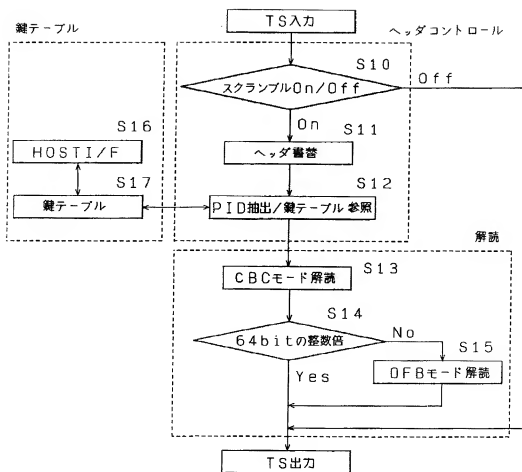 TS入力
鍵テーブル
ヘッダコントロール
S10
スクランブルOn/Off
Off
On
S11
S16
ヘッダ書替
HOSTI/F
S17
S12
鍵テーブル
PID抽出/鍵テーブル参照
解読
S13
CBCモード解読
S14
64bitの整数倍
No
S15
Yes
OFBモード解読
TS出力